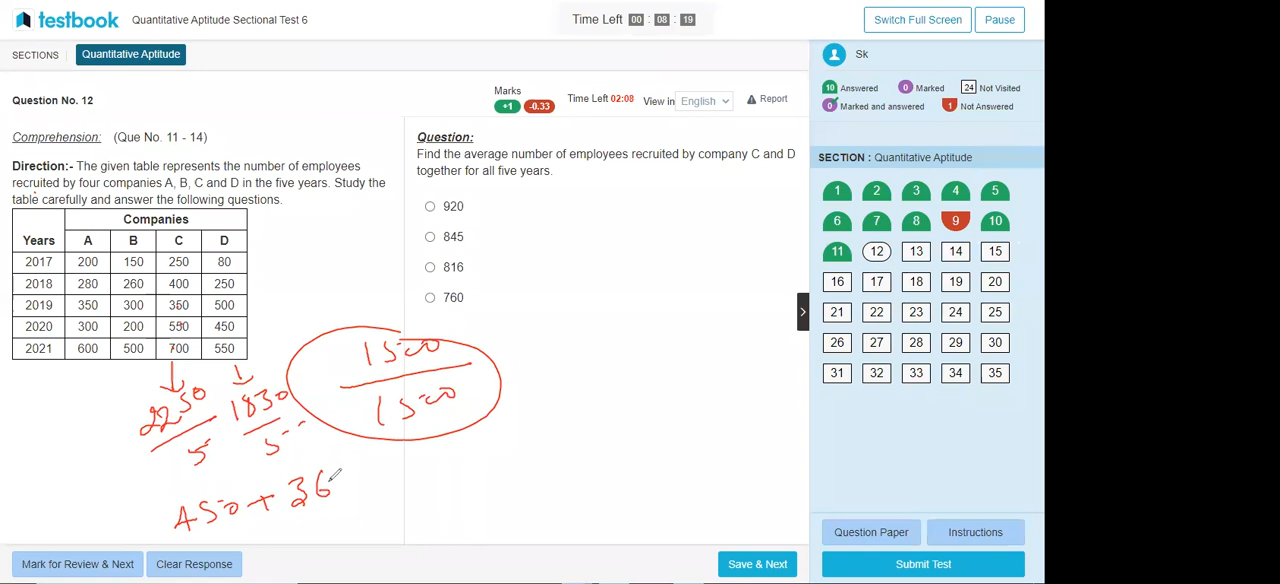 testbook
Quantitative Aptitude Sectional Test 6
Time Left 00 : 08 : 19
Switch Full Screen
Pause
SECTIONS
Quantitative Aptitude
Sk
Question No. 12
Marks
+1 -0.33
Time Left 02:08
View in English
Report
10 Answered
0 Marked
24 Not Visited
0 Marked and answered
1 Not Answered
Comprehension: (Que No. 11 - 14)
Direction:- The given table represents the number of employees
recruited by four companies A, B, C and D in the five years. Study the
table carefully and answer the following questions.
Companies
Years A B C D
2017 200 150 250 80
2018 280 260 400 250
2019 350 300 350 500
2020 300 200 550 450
2021 600 500 700 550
2250 1830
5 5
450 + 36
1500
1500
Question:
Find the average number of employees recruited by company C and D
together for all five years.
920
845
816
760
SECTION : Quantitative Aptitude
1 2 3 4 5
6 7 8 9 10
11 12 13 14 15
16 17 18 19 20
21 22 23 24 25
26 27 28 29 30
31 32 33 34 35
Question Paper
Instructions
Mark for Review & Next
Clear Response
Save & Next
Submit Test